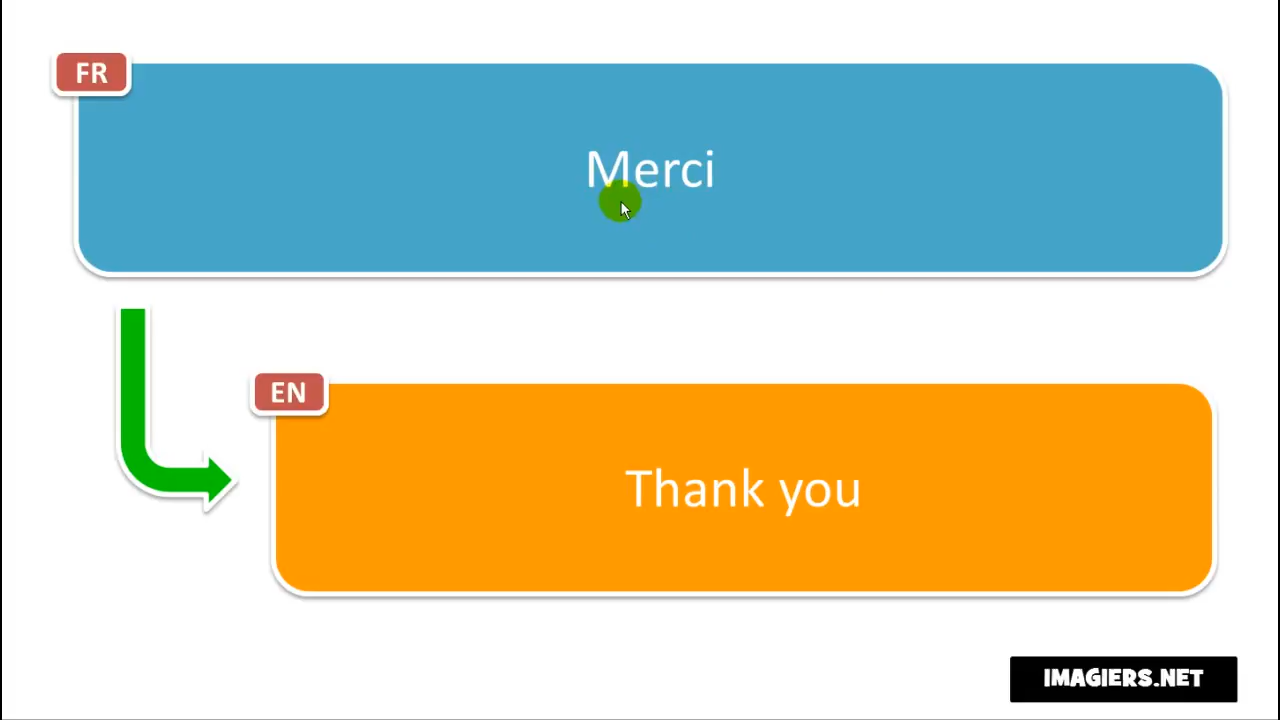 FR
Merci
EN
Thank you
IMAGIERS.NET